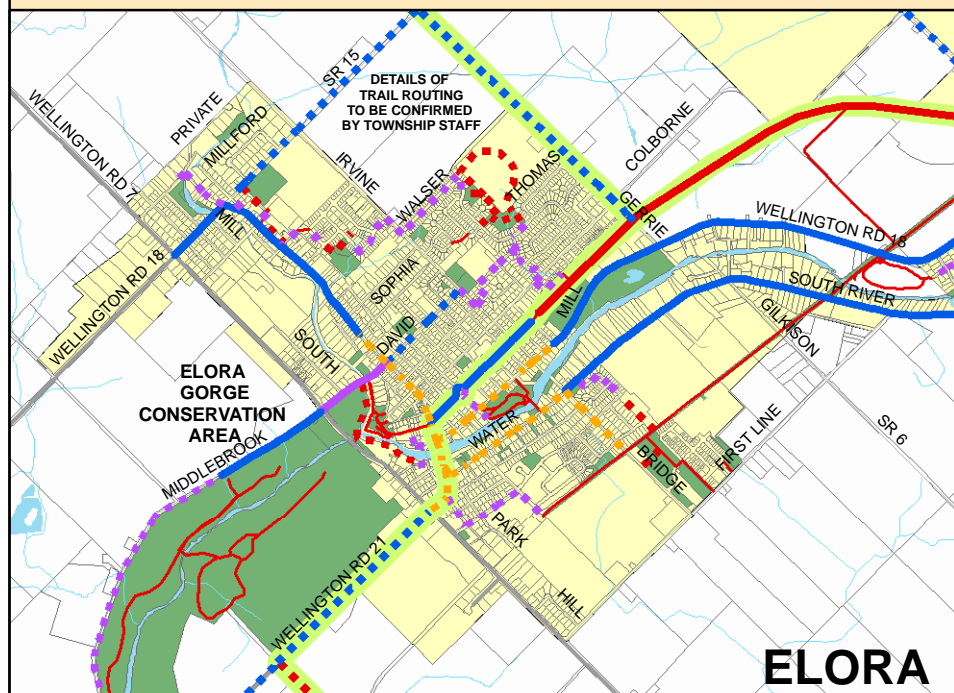 SR 15
DETAILS OF
TRAIL ROUTING
TO BE CONFIRMED
BY TOWNSHIP STAFF
WELLINGTON RD 7
PRIVATE
MILLFORD
IRVINE
WALSER
THOMAS
COLBORNE
GERRIE
WELLINGTON RD 18
MILL
WELLINGTON RD 18
SOPHIA
DAVID
SOUTH
MILL
SOUTH RIVER
GILKISON
ELORA
GORGE
CONSERVATION
AREA
MIDDLEBROOK
WATER
BRIDGE
FIRST LINE
SR 6
PARK
WELLINGTON RD 21
HILL
ELORA